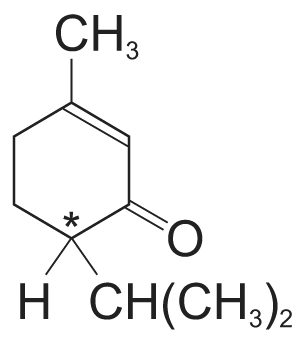 CH₃
*
O
H CH(CH₃)₂